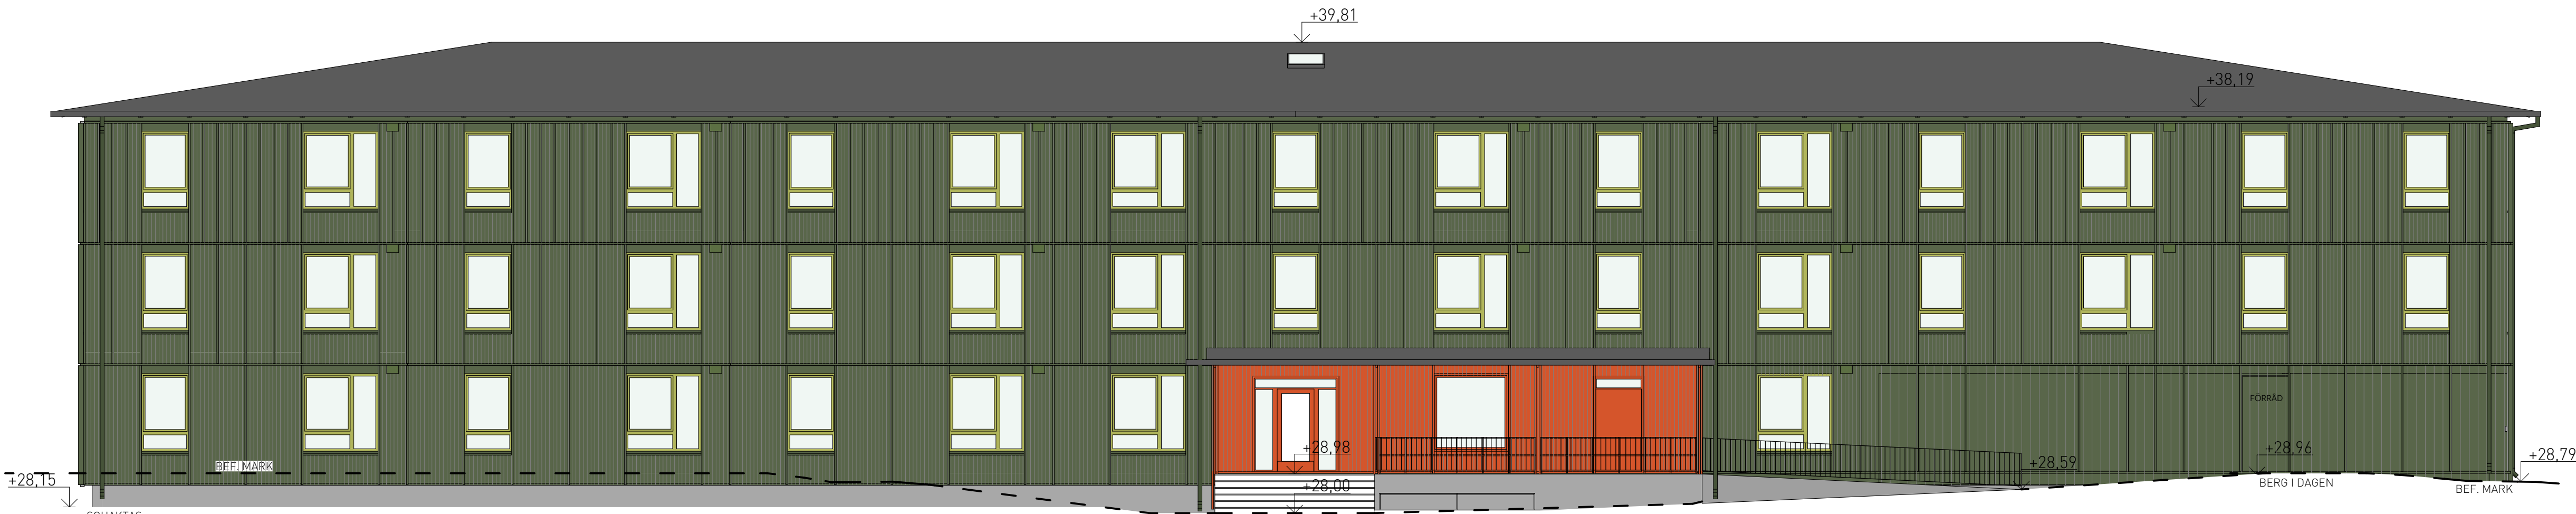 +39,81
+38,19
FÖRRÅD
+28,98
+28,96
BEF. MARK
+28,59
+28,79
+28,15
+28,00
BERG I DAGEN
BEF. MARK